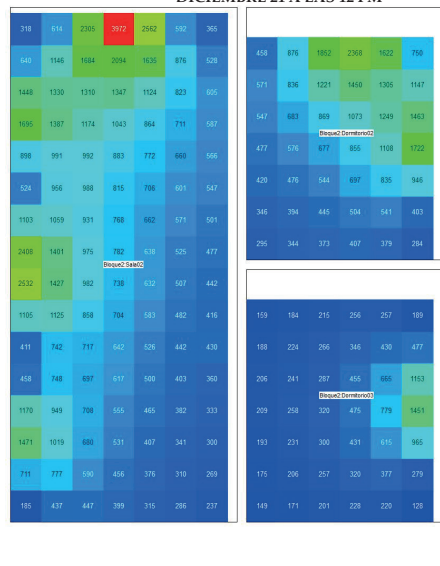 DICIEMBRE 21 A LAS 12 PM
318 614 2305 3972 2562 592 365
640 1146 1684 2094 1635 876 528
1448 1330 1310 1347 1124 823 605
1695 1387 1174 1043 864 711 587
898 991 992 883 772 660 566
524 956 988 815 706 601 547
1103 1059 931 768 662 571 501
2408 1401 975 782 638 525 477
Bloque2:Sala02
2532 1427 982 738 632 507 442
1105 1125 858 704 583 482 416
411 742 717 642 526 442 430
458 748 697 617 500 403 360
1170 949 708 555 465 382 333
1471 1019 680 531 407 341 300
711 777 590 456 376 310 269
185 437 447 399 315 286 237
458 876 1852 2368 1622 750
571 836 1221 1450 1305 1147
547 683 869 1073 1249 1463
Bloque2:Dormitorio02
477 576 677 855 1108 1722
420 476 544 697 835 946
346 394 445 504 541 403
295 344 373 407 379 284
159 184 215 256 257 189
188 224 266 346 430 477
206 241 287 455 666 1153
Bloque2:Dormitorio03
209 258 320 475 779 1451
193 231 300 431 615 965
175 206 257 320 377 279
149 171 201 228 220 128